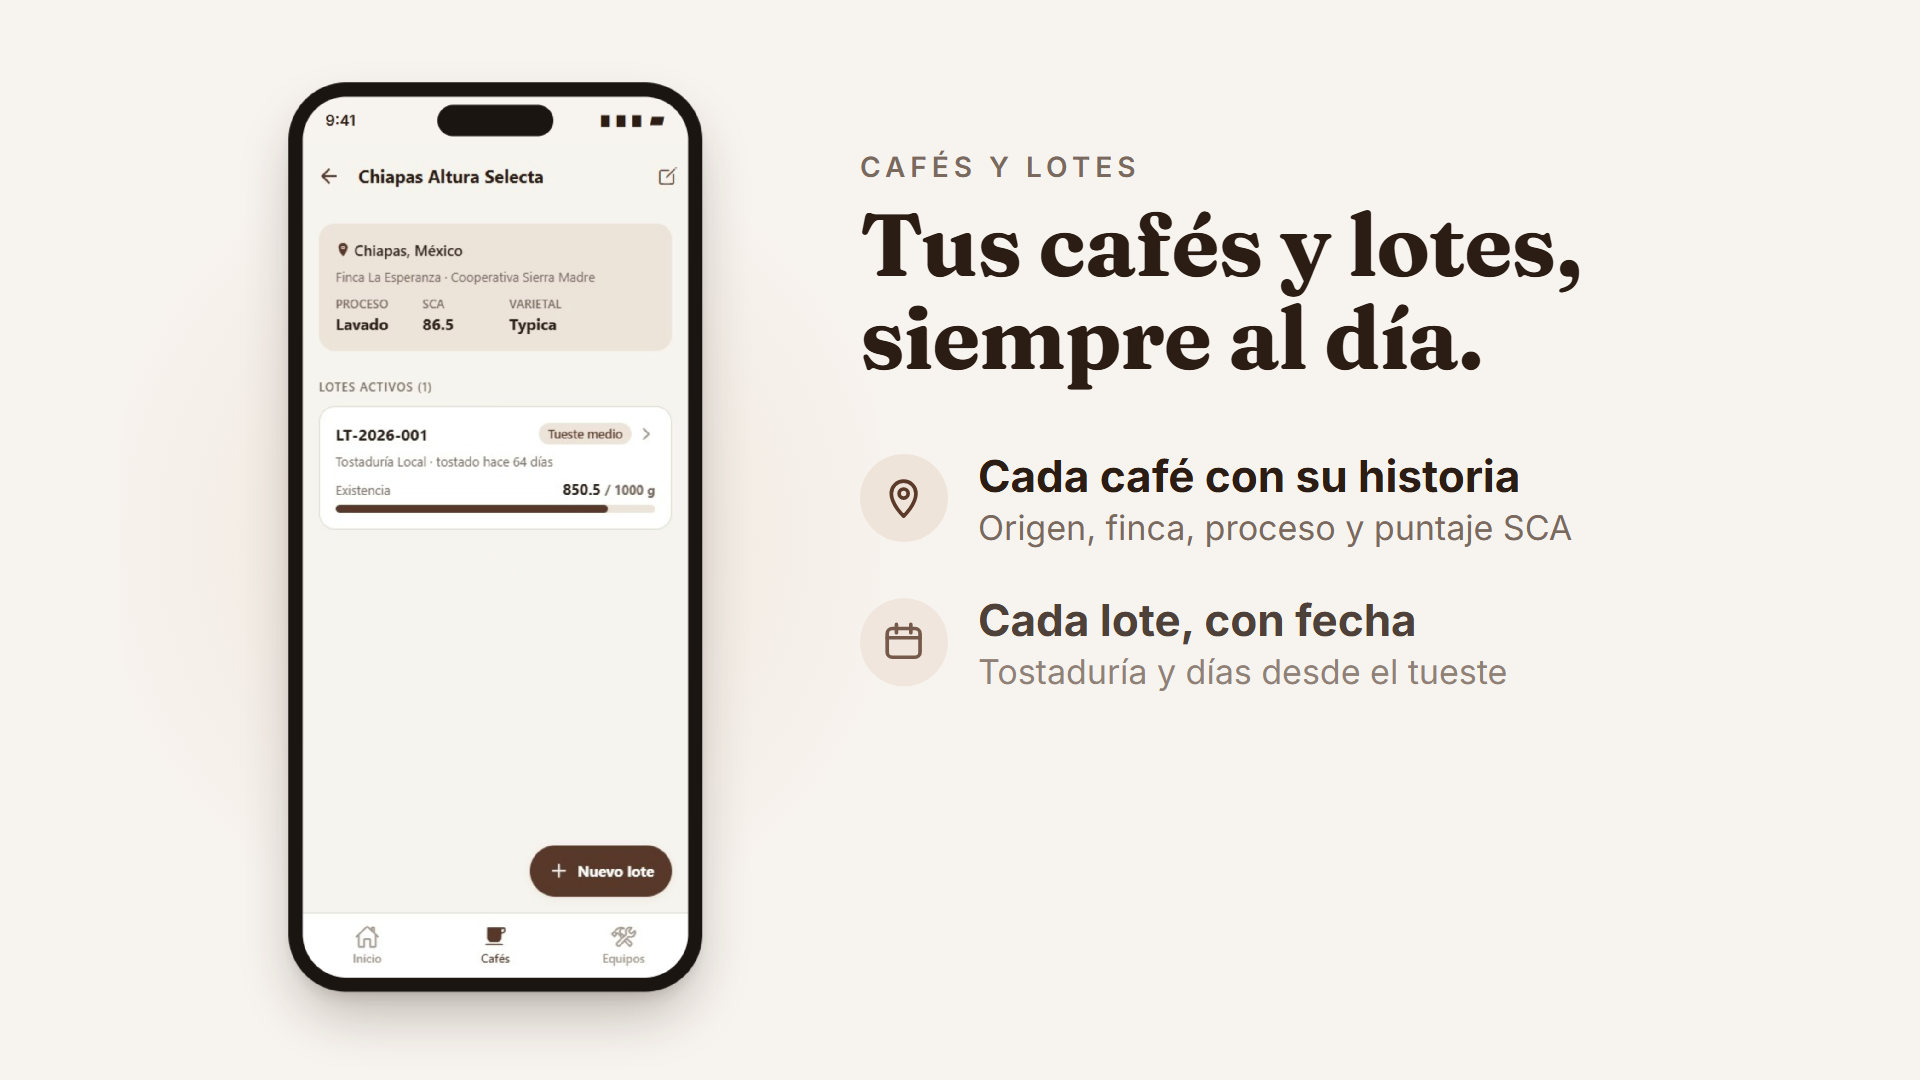 9:41
Chiapas Altura Selecta
Chiapas, México
Finca La Esperanza · Cooperativa Sierra Madre
PROCESO SCA VARIETAL
Lavado 86.5 Typica
LOTES ACTIVOS (1)
LT-2026-001 Tueste medio
Tostaduría Local · tostado hace 64 días
Existencia 850.5 / 1000 g
Nuevo lote
Inicio Cafés Equipos
CAFÉS Y LOTES
Tus cafés y lotes,
siempre al día.
Cada café con su historia
Origen, finca, proceso y puntaje SCA
Cada lote, con fecha
Tostaduría y días desde el tueste